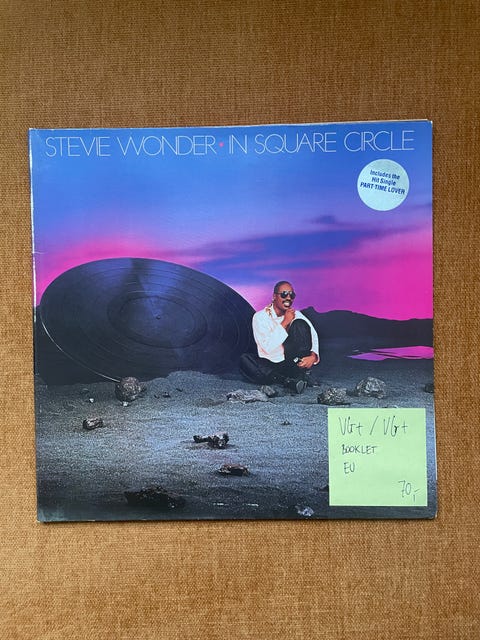 STEVIE WONDER · IN SQUARE CIRCLE
Includes the
Hit Single
PART-TIME LOVER
VG+ / VG+
BOOKLET
EU
70,-